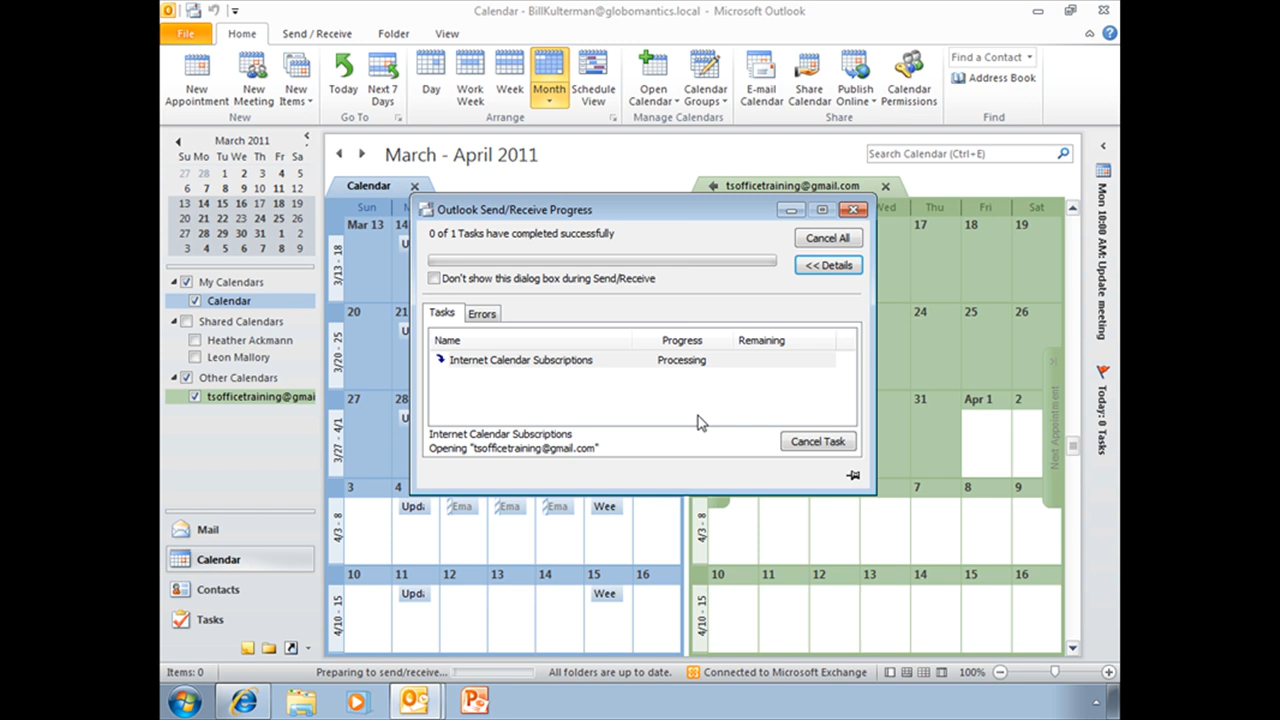 Calendar - BillKulterman@globomantics.local - Microsoft Outlook
File Home Send / Receive Folder View
New Appointment
New Meeting
New Items
New
Today
Next 7 Days
Go To
Day
Work Week
Week
Month
Schedule View
Arrange
Open Calendar
Calendar Groups
Manage Calendars
E-mail Calendar
Share Calendar
Publish Online
Calendar Permissions
Share
Find a Contact
Address Book
Find
March 2011
Su Mo Tu We Th Fr Sa
27 28 1 2 3 4 5
6 7 8 9 10 11 12
13 14 15 16 17 18 19
20 21 22 23 24 25 26
27 28 29 30 31 1 2
3 4 5 6 7 8 9
My Calendars
Calendar
Shared Calendars
Heather Ackmann
Leon Mallory
Other Calendars
tsofficetraining@gmai
Mail
Calendar
Contacts
Tasks
March - April 2011
Search Calendar (Ctrl+E)
Calendar
tsofficetraining@gmail.com
Sun
Wed Thu Fri Sat
Mar 13 14
17 18 19
3/13 - 18
20 21
24 25 26
3/20 - 25
27 28
31 Apr 1 2
3/27 - 4/1
3 4
7 8 9
4/3 - 8
Upd Ema Ema Ema Wee
4/3 - 8
10 11 12 13 14 15 16
10 11 12 13 14 15 16
4/10 - 15
Upd Wee
4/10 - 15
Next Appointment
Outlook Send/Receive Progress
0 of 1 Tasks have completed successfully
Cancel All
<< Details
Don't show this dialog box during Send/Receive
Tasks Errors
Name Progress Remaining
Internet Calendar Subscriptions Processing
Internet Calendar Subscriptions
Opening "tsofficetraining@gmail.com"
Cancel Task
Mon 10:00 AM: Update meeting
Today: 0 Tasks
Items: 0 Preparing to send/receive... All folders are up to date. Connected to Microsoft Exchange 100%